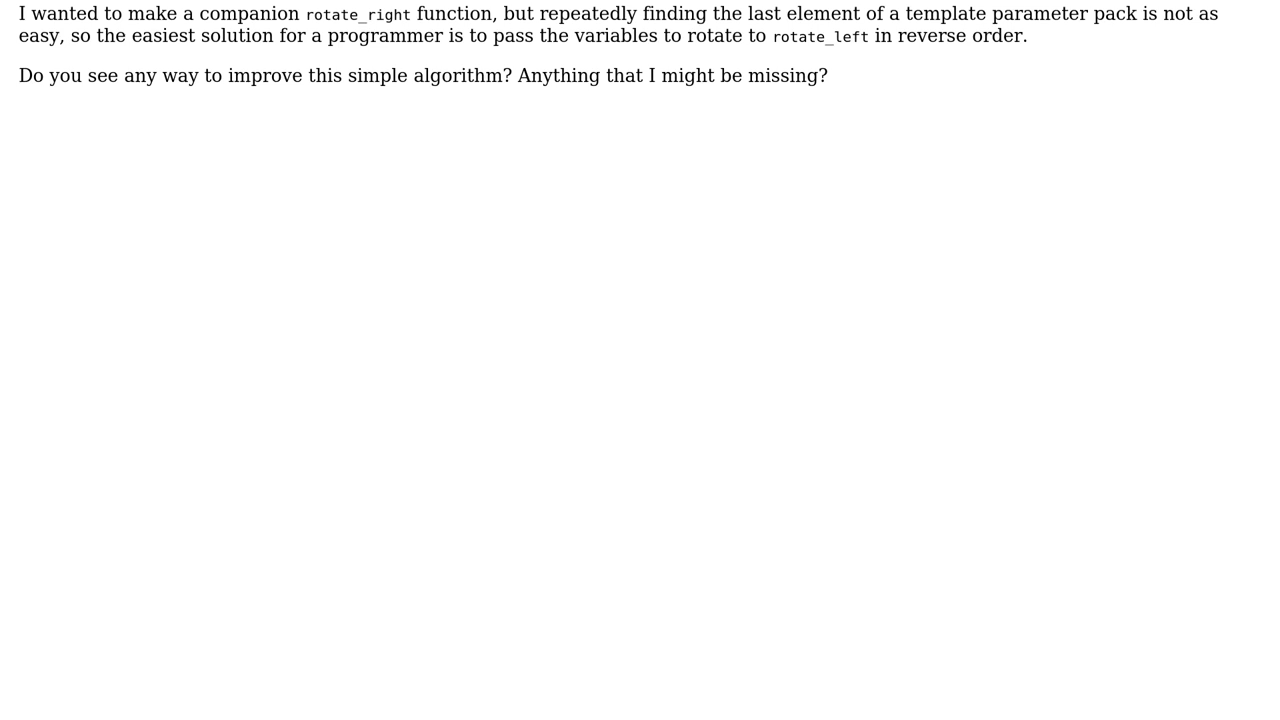 I wanted to make a companion rotate_right function, but repeatedly finding the last element of a template parameter pack is not as
easy, so the easiest solution for a programmer is to pass the variables to rotate to rotate_left in reverse order.
Do you see any way to improve this simple algorithm? Anything that I might be missing?